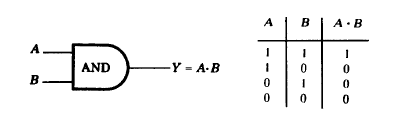 A
B
AND
Y = A·B
A B A · B
1 1 1
1 0 0
0 1 0
0 0 0